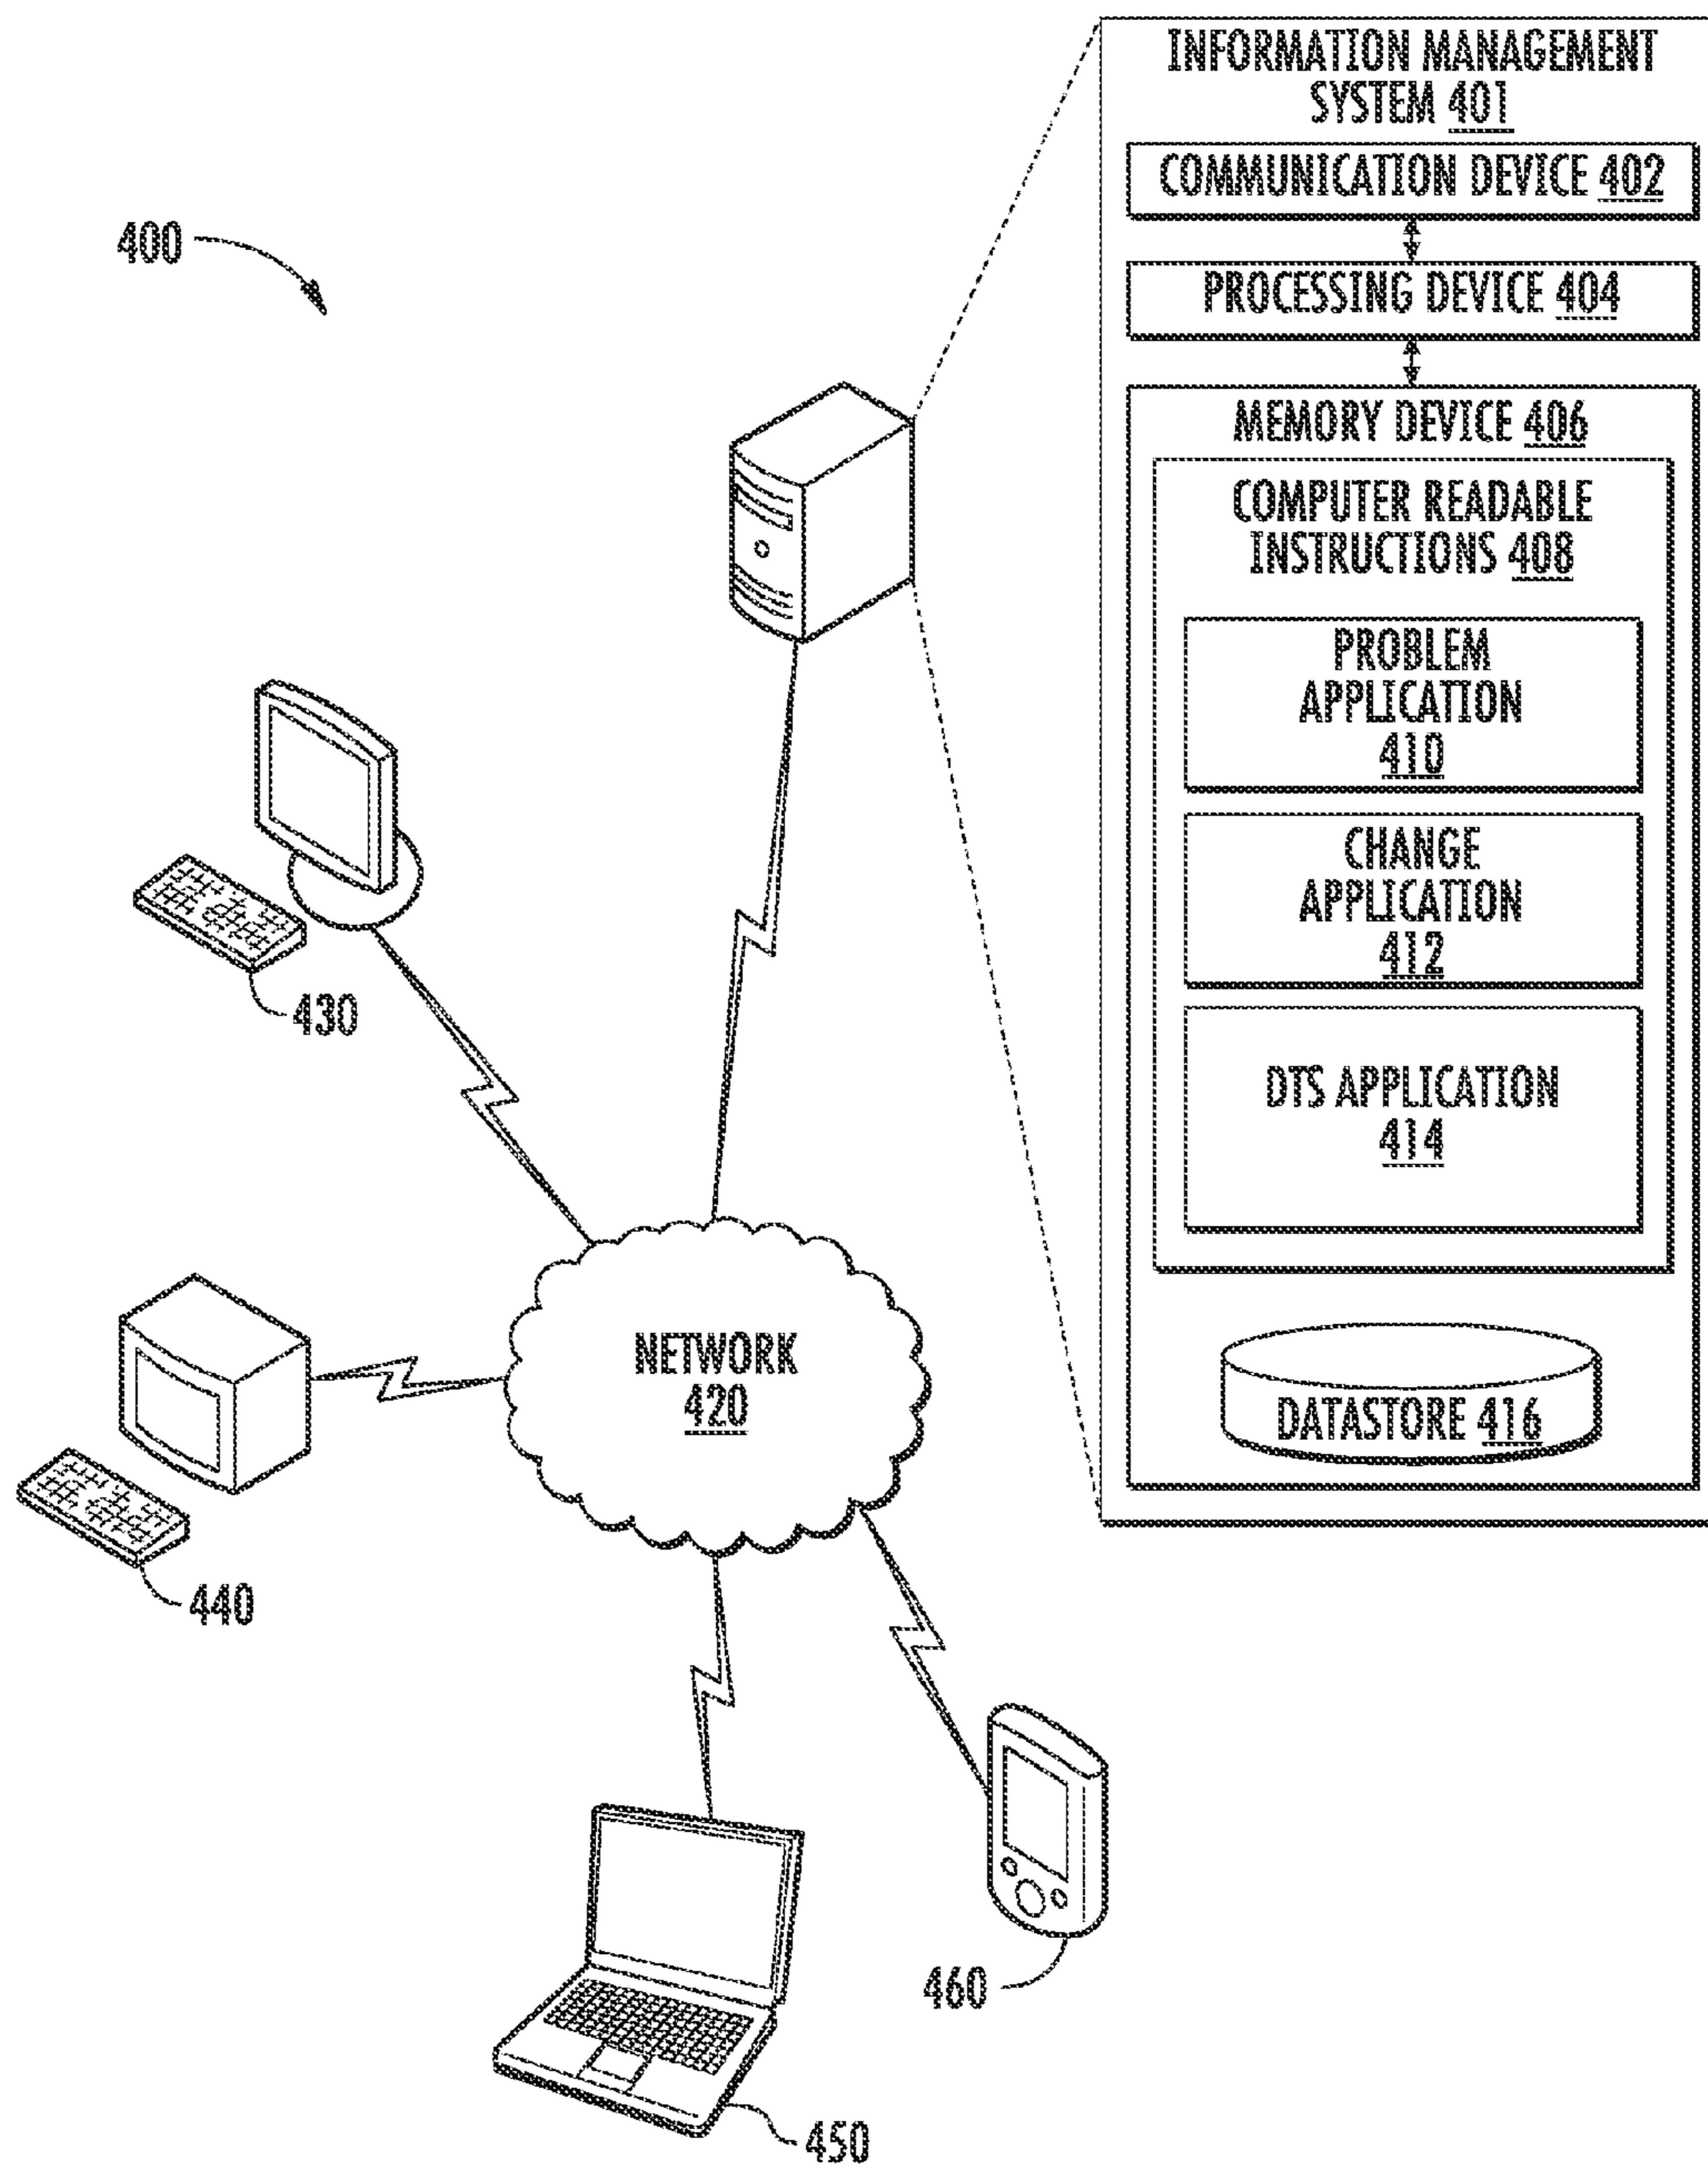 INFORMATION MANAGEMENT
SYSTEM 401
COMMUNICATION DEVICE 402
400
PROCESSING DEVICE 404
MEMORY DEVICE 406
COMPUTER READABLE
INSTRUCTIONS 408
PROBLEM
APPLICATION
410
CHANGE
APPLICATION
412
430
DTS APPLICATION
414
NETWORK
420
DATASTORE 416
440
460
450